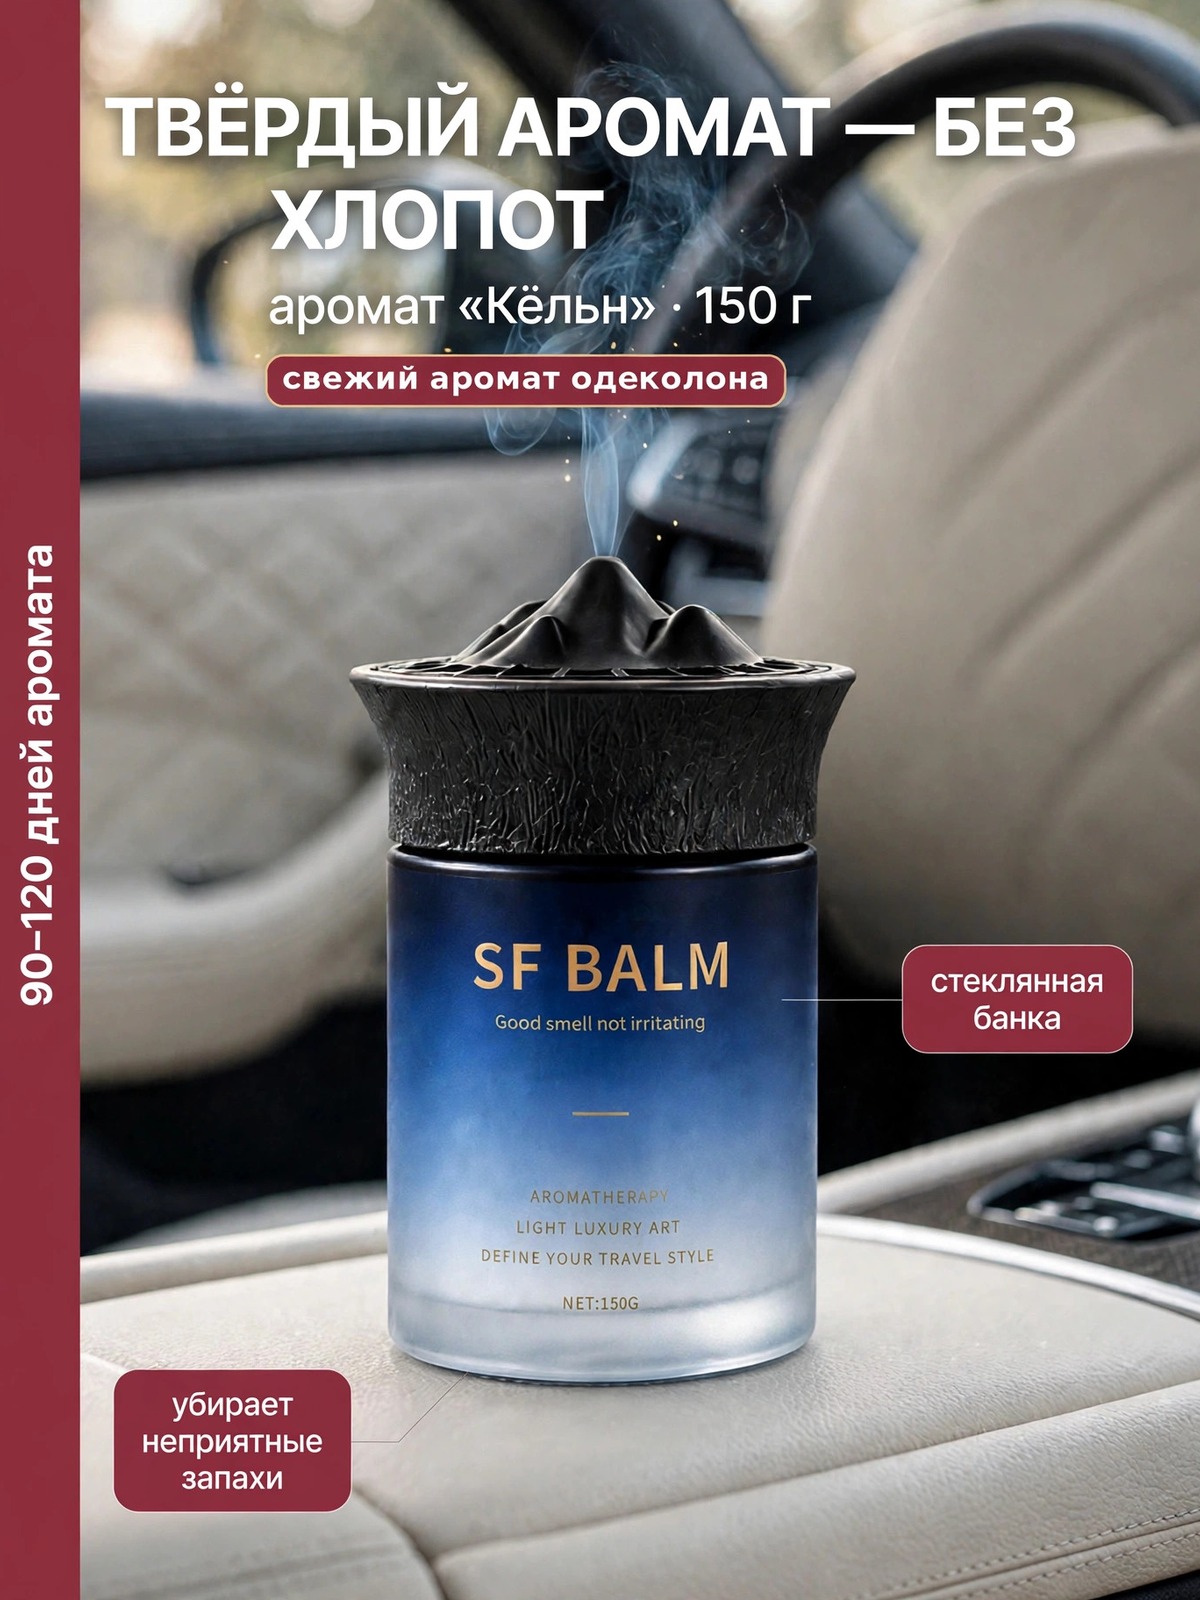 ТВЁРДЫЙ АРОМАТ — БЕЗ
ХЛОПОТ
аромат «Кёльн» · 150 г
свежий аромат одеколона
90–120 дней аромата
SF BALM
Good smell not irritating
стеклянная
банка
AROMATHERAPY
LIGHT LUXURY ART
DEFINE YOUR TRAVEL STYLE
NET:150G
убирает
неприятные
запахи